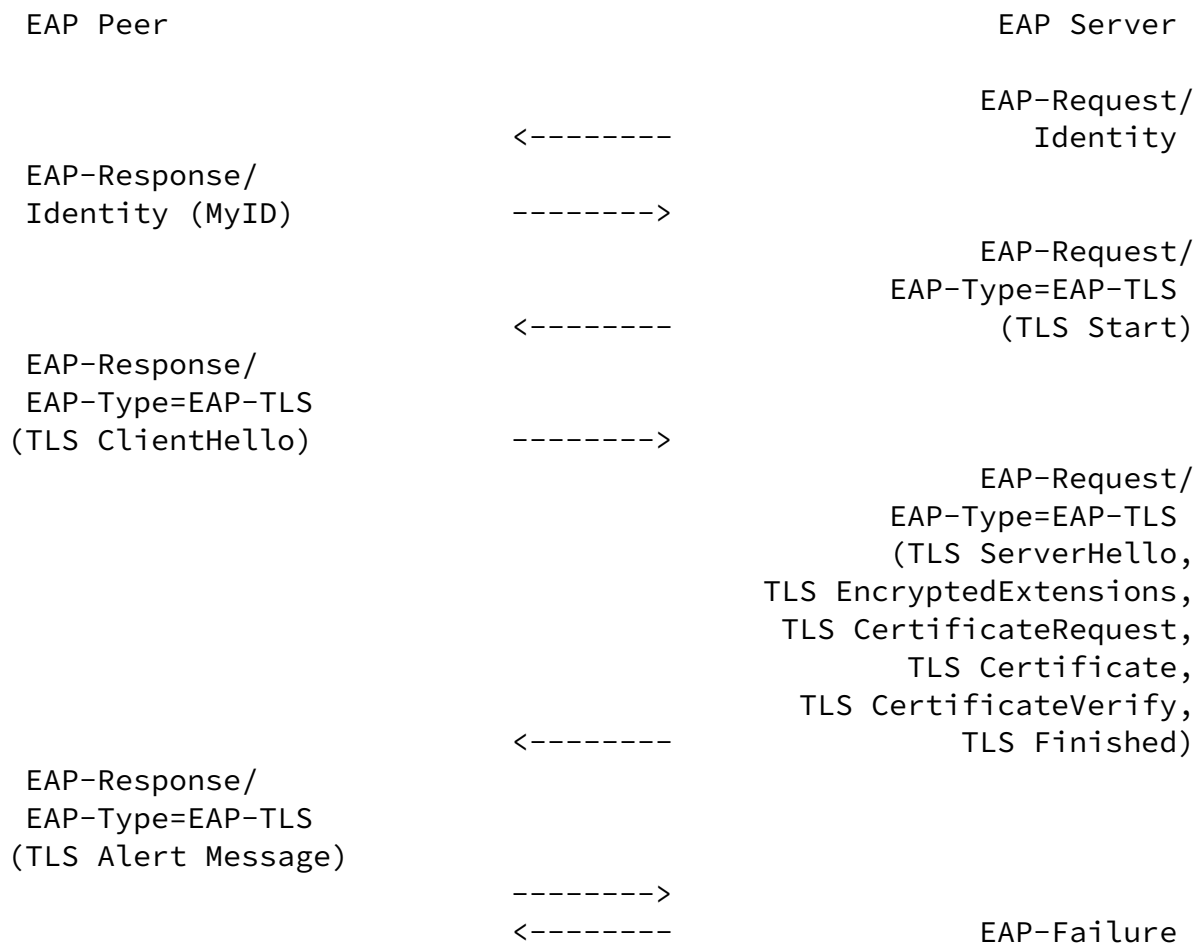 EAP Peer EAP Server
EAP-Request/
<-------- Identity
EAP-Response/
Identity (MyID) -------->
EAP-Request/
EAP-Type=EAP-TLS
<-------- (TLS Start)
EAP-Response/
EAP-Type=EAP-TLS
(TLS ClientHello) -------->
EAP-Request/
EAP-Type=EAP-TLS
(TLS ServerHello,
TLS EncryptedExtensions,
TLS CertificateRequest,
TLS Certificate,
TLS CertificateVerify,
<-------- TLS Finished)
EAP-Response/
EAP-Type=EAP-TLS
(TLS Alert Message)
-------->
<-------- EAP-Failure